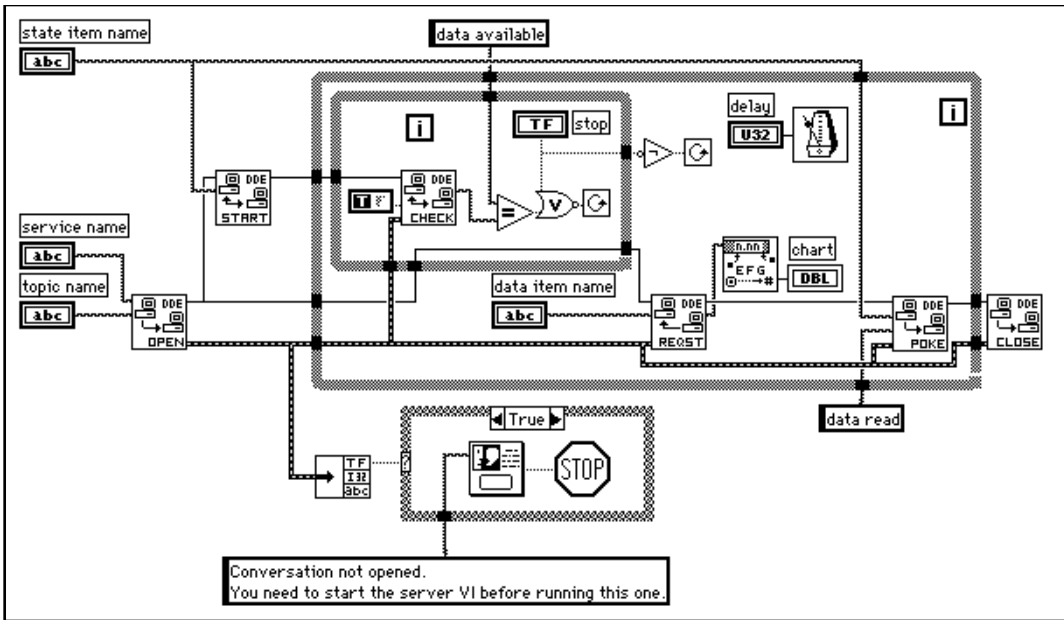 state item name
abc
data available
i
delay
U32
i
TF
stop
DDE
START
T F
DDE
CHECK
=
V
service name
abc
topic name
abc
n.nn
EFG
#
chart
DBL
data item name
abc
DDE
OPEN
DDE
REQST
DDE
POKE
DDE
CLOSE
True
data read
TF
I32
abc
?
STOP
Conversation not opened.
You need to start the server VI before running this one.